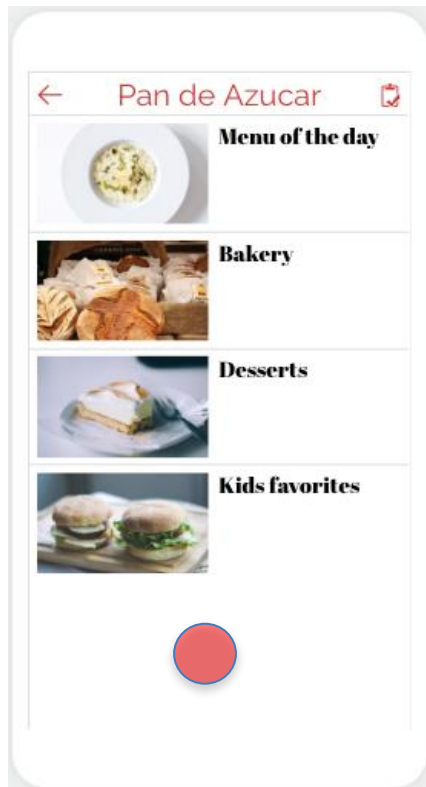 Pan de Azucar
Menu of the day
Bakery
Desserts
Kids favorites